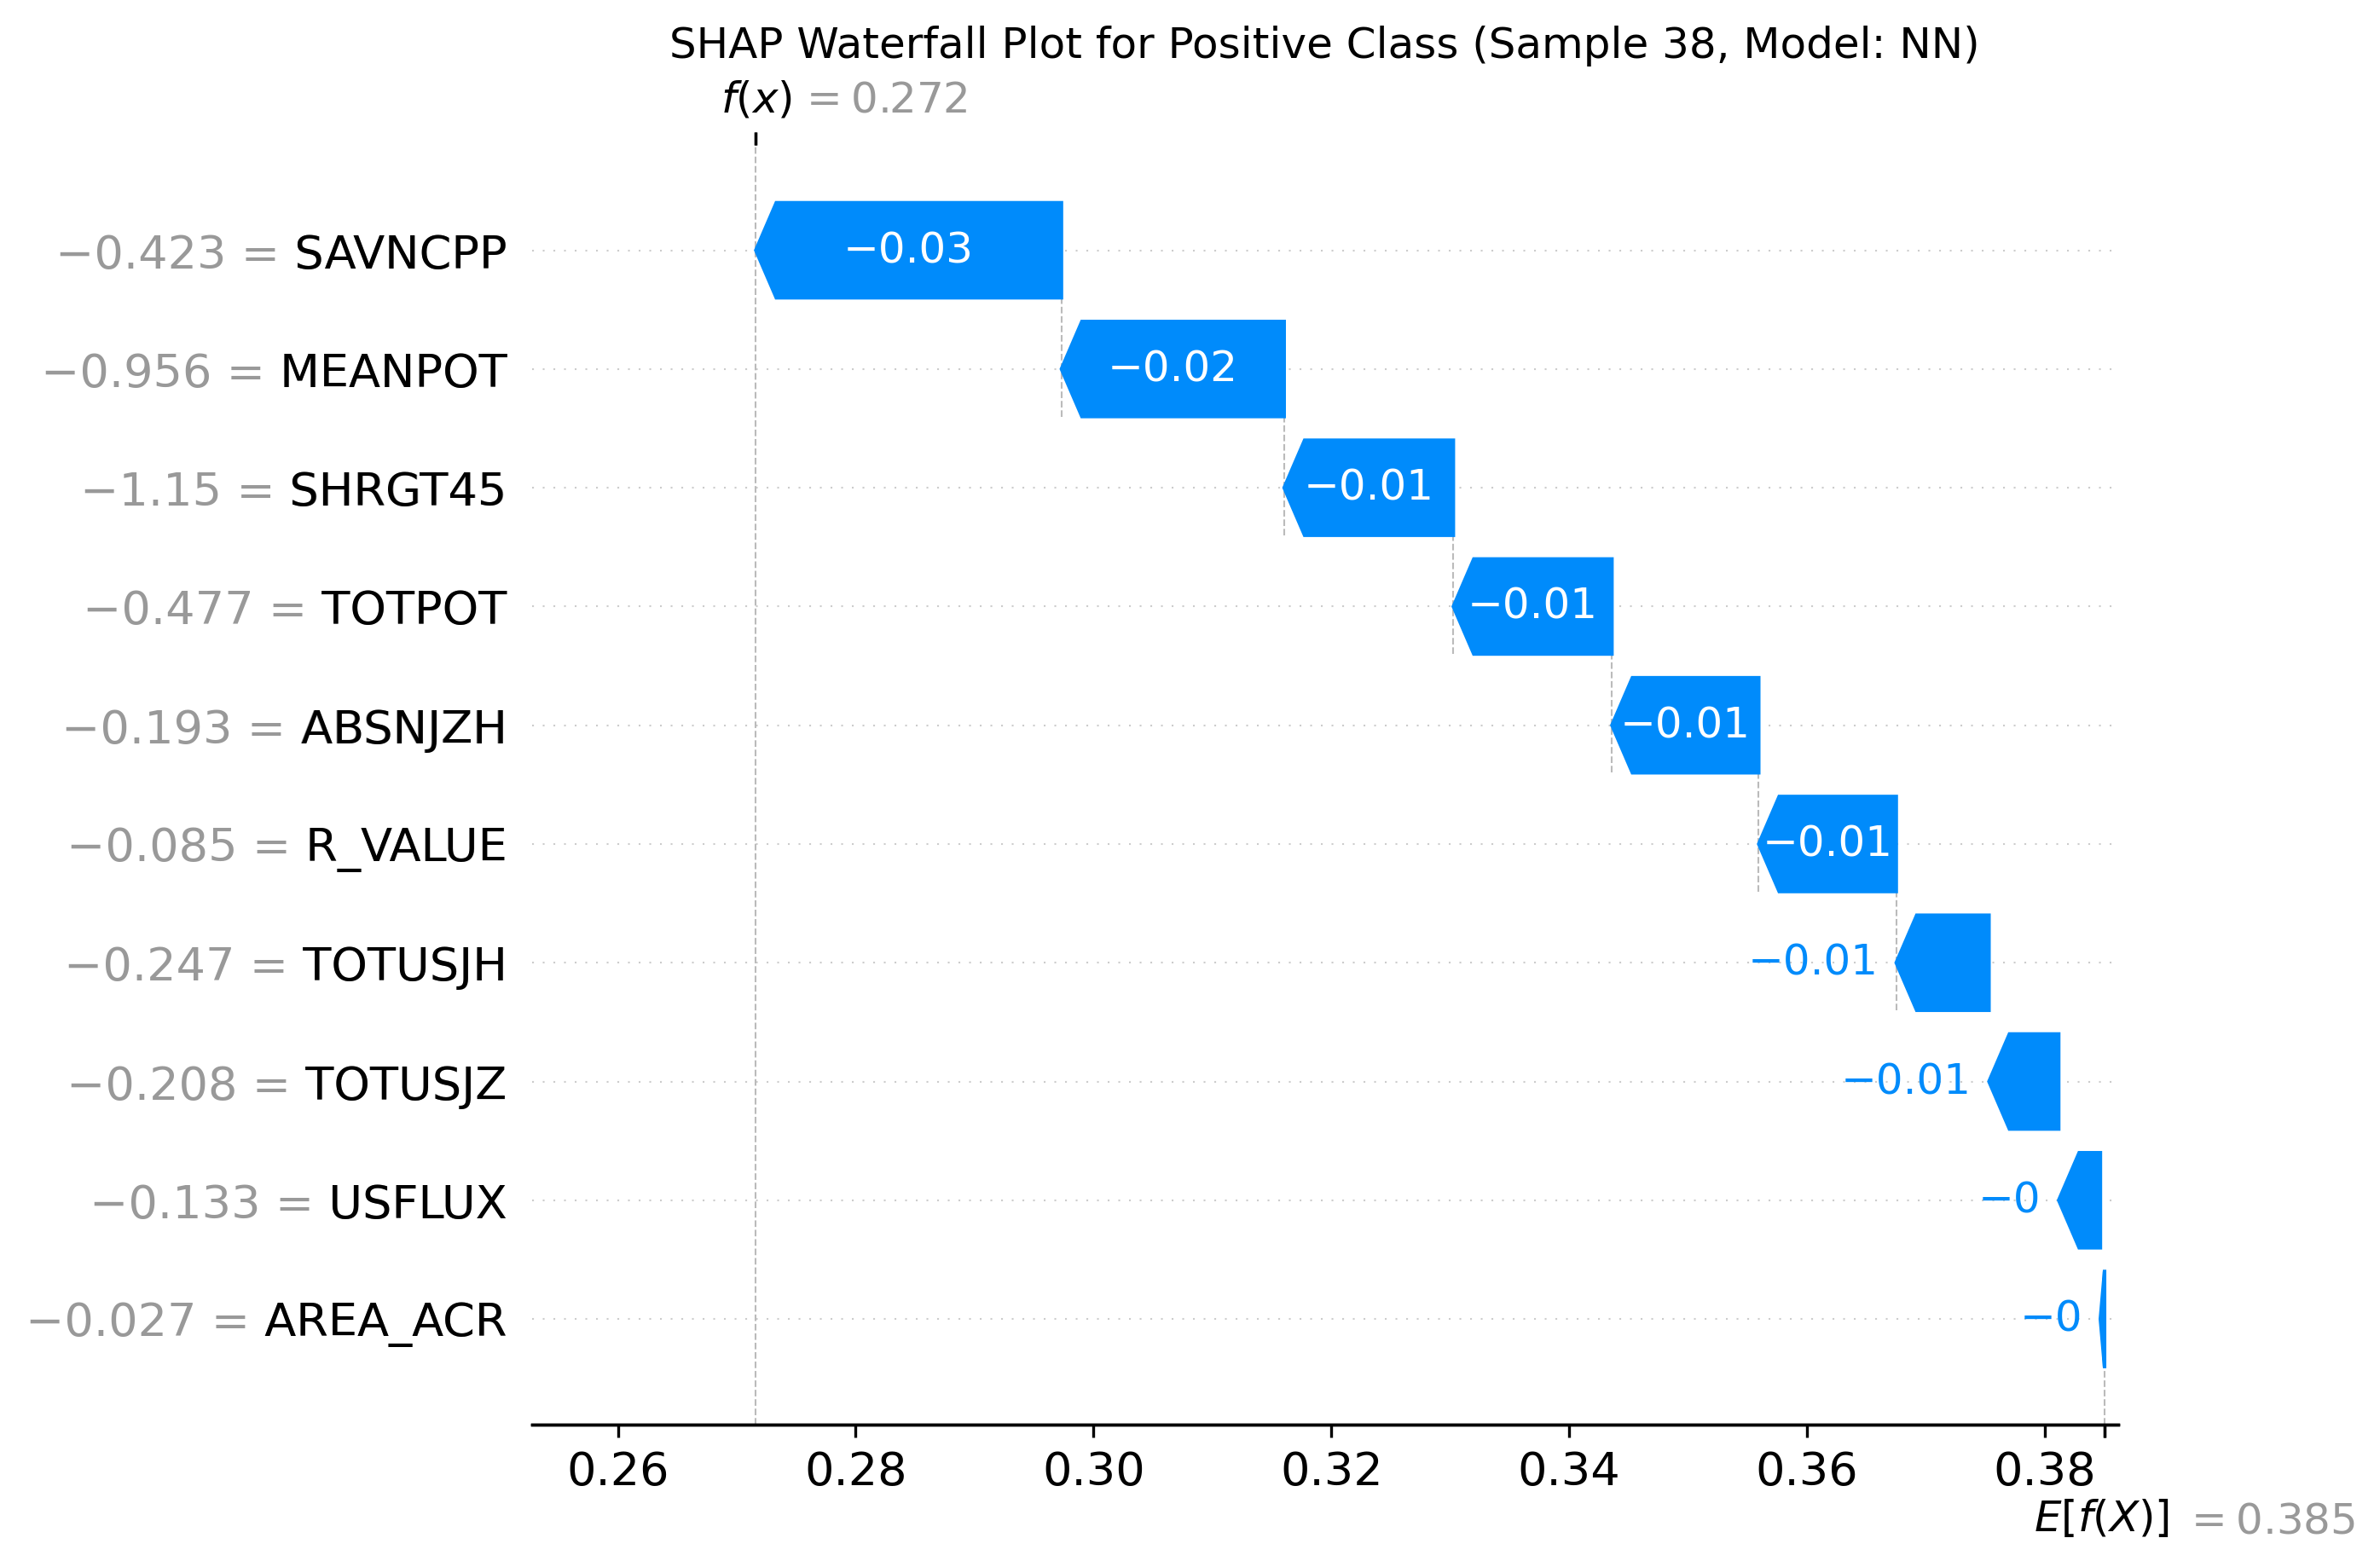 SHAP Waterfall Plot for Positive Class (Sample 38, Model: NN)
f(x) = 0.272
−0.423 = SAVNCPP −0.03
−0.956 = MEANPOT −0.02
−1.15 = SHRGT45 −0.01
−0.477 = TOTPOT −0.01
−0.193 = ABSNJZH −0.01
−0.085 = R_VALUE −0.01
−0.247 = TOTUSJH −0.01
−0.208 = TOTUSJZ −0.01
−0.133 = USFLUX −0
−0.027 = AREA_ACR −0
0.26 0.28 0.30 0.32 0.34 0.36 0.38
E[f(X)] = 0.385